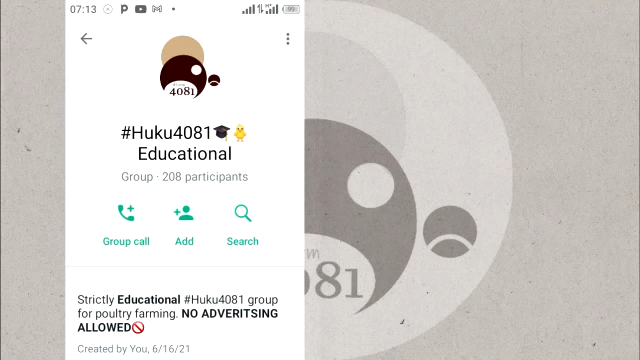 07:13
4081
#Huku4081🎓🐥
Educational
Group · 208 participants
Group call Add Search
Strictly Educational #Huku4081 group
for poultry farming. NO ADVERITSING
ALLOWED🚫
Created by You, 6/16/21
081